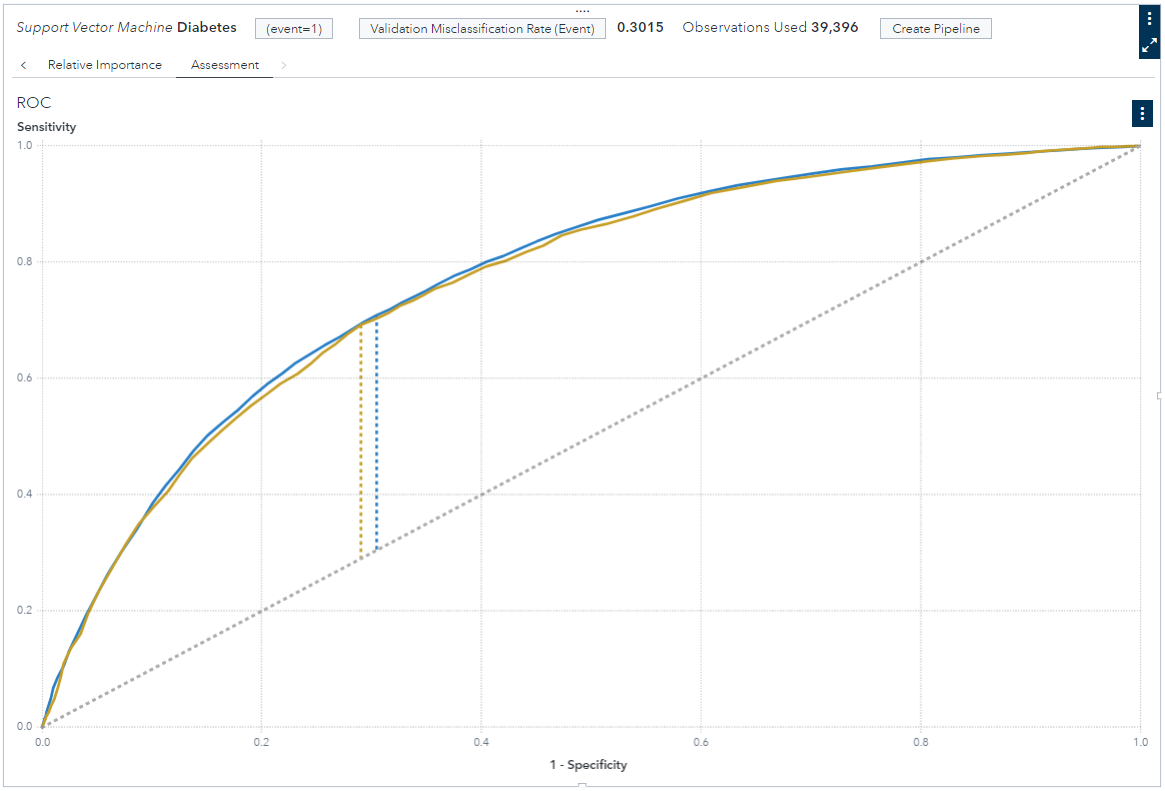 Support Vector Machine Diabetes (event=1) Validation Misclassification Rate (Event) 0.3015 Observations Used 39,396 Create Pipeline
Relative Importance Assessment
ROC
Sensitivity
1.0
0.8
0.6
0.4
0.2
0.0
0.0 0.2 0.4 0.6 0.8 1.0
1 - Specificity